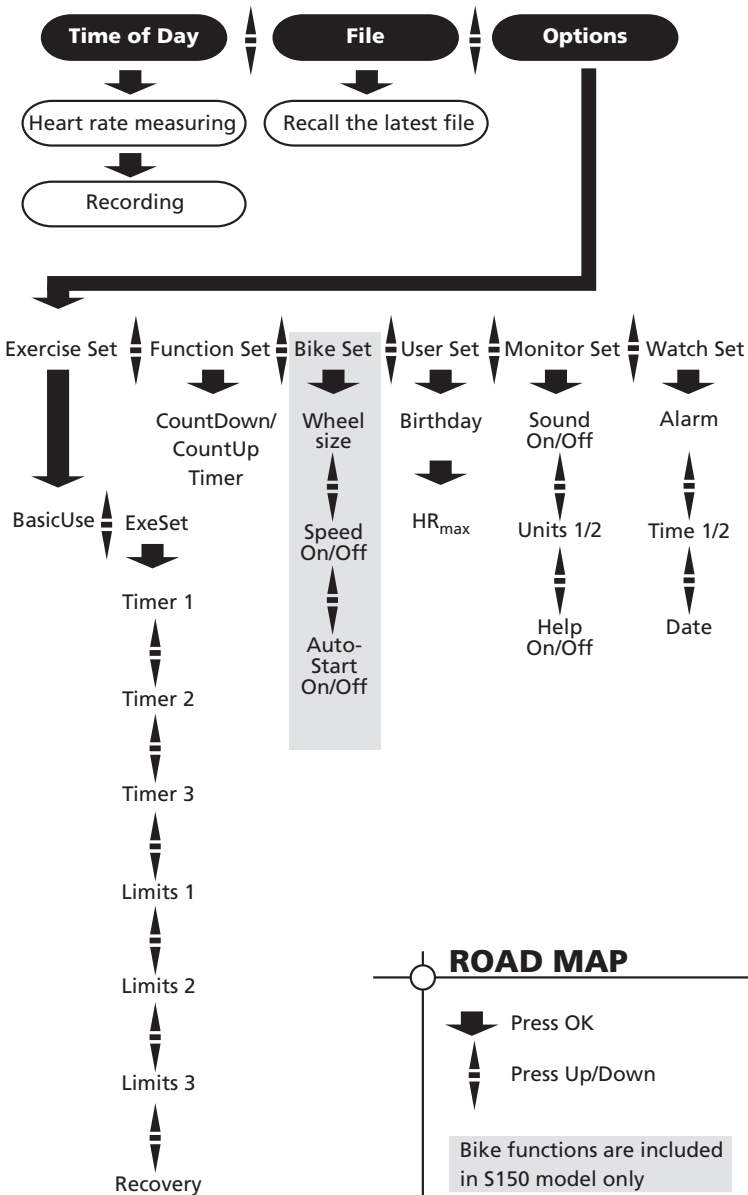 Time of Day
File
Options
Heart rate measuring
Recall the latest file
Recording
Exercise Set
Function Set
Bike Set
User Set
Monitor Set
Watch Set
CountDown/
CountUp
Timer
Wheel
size
Birthday
Sound
On/Off
Alarm
BasicUse
ExeSet
Speed
On/Off
HRmax
Units 1/2
Time 1/2
Timer 1
Auto-
Start
On/Off
Help
On/Off
Date
Timer 2
Timer 3
Limits 1
Limits 2
Limits 3
Recovery
ROAD MAP
Press OK
Press Up/Down
Bike functions are included
in S150 model only